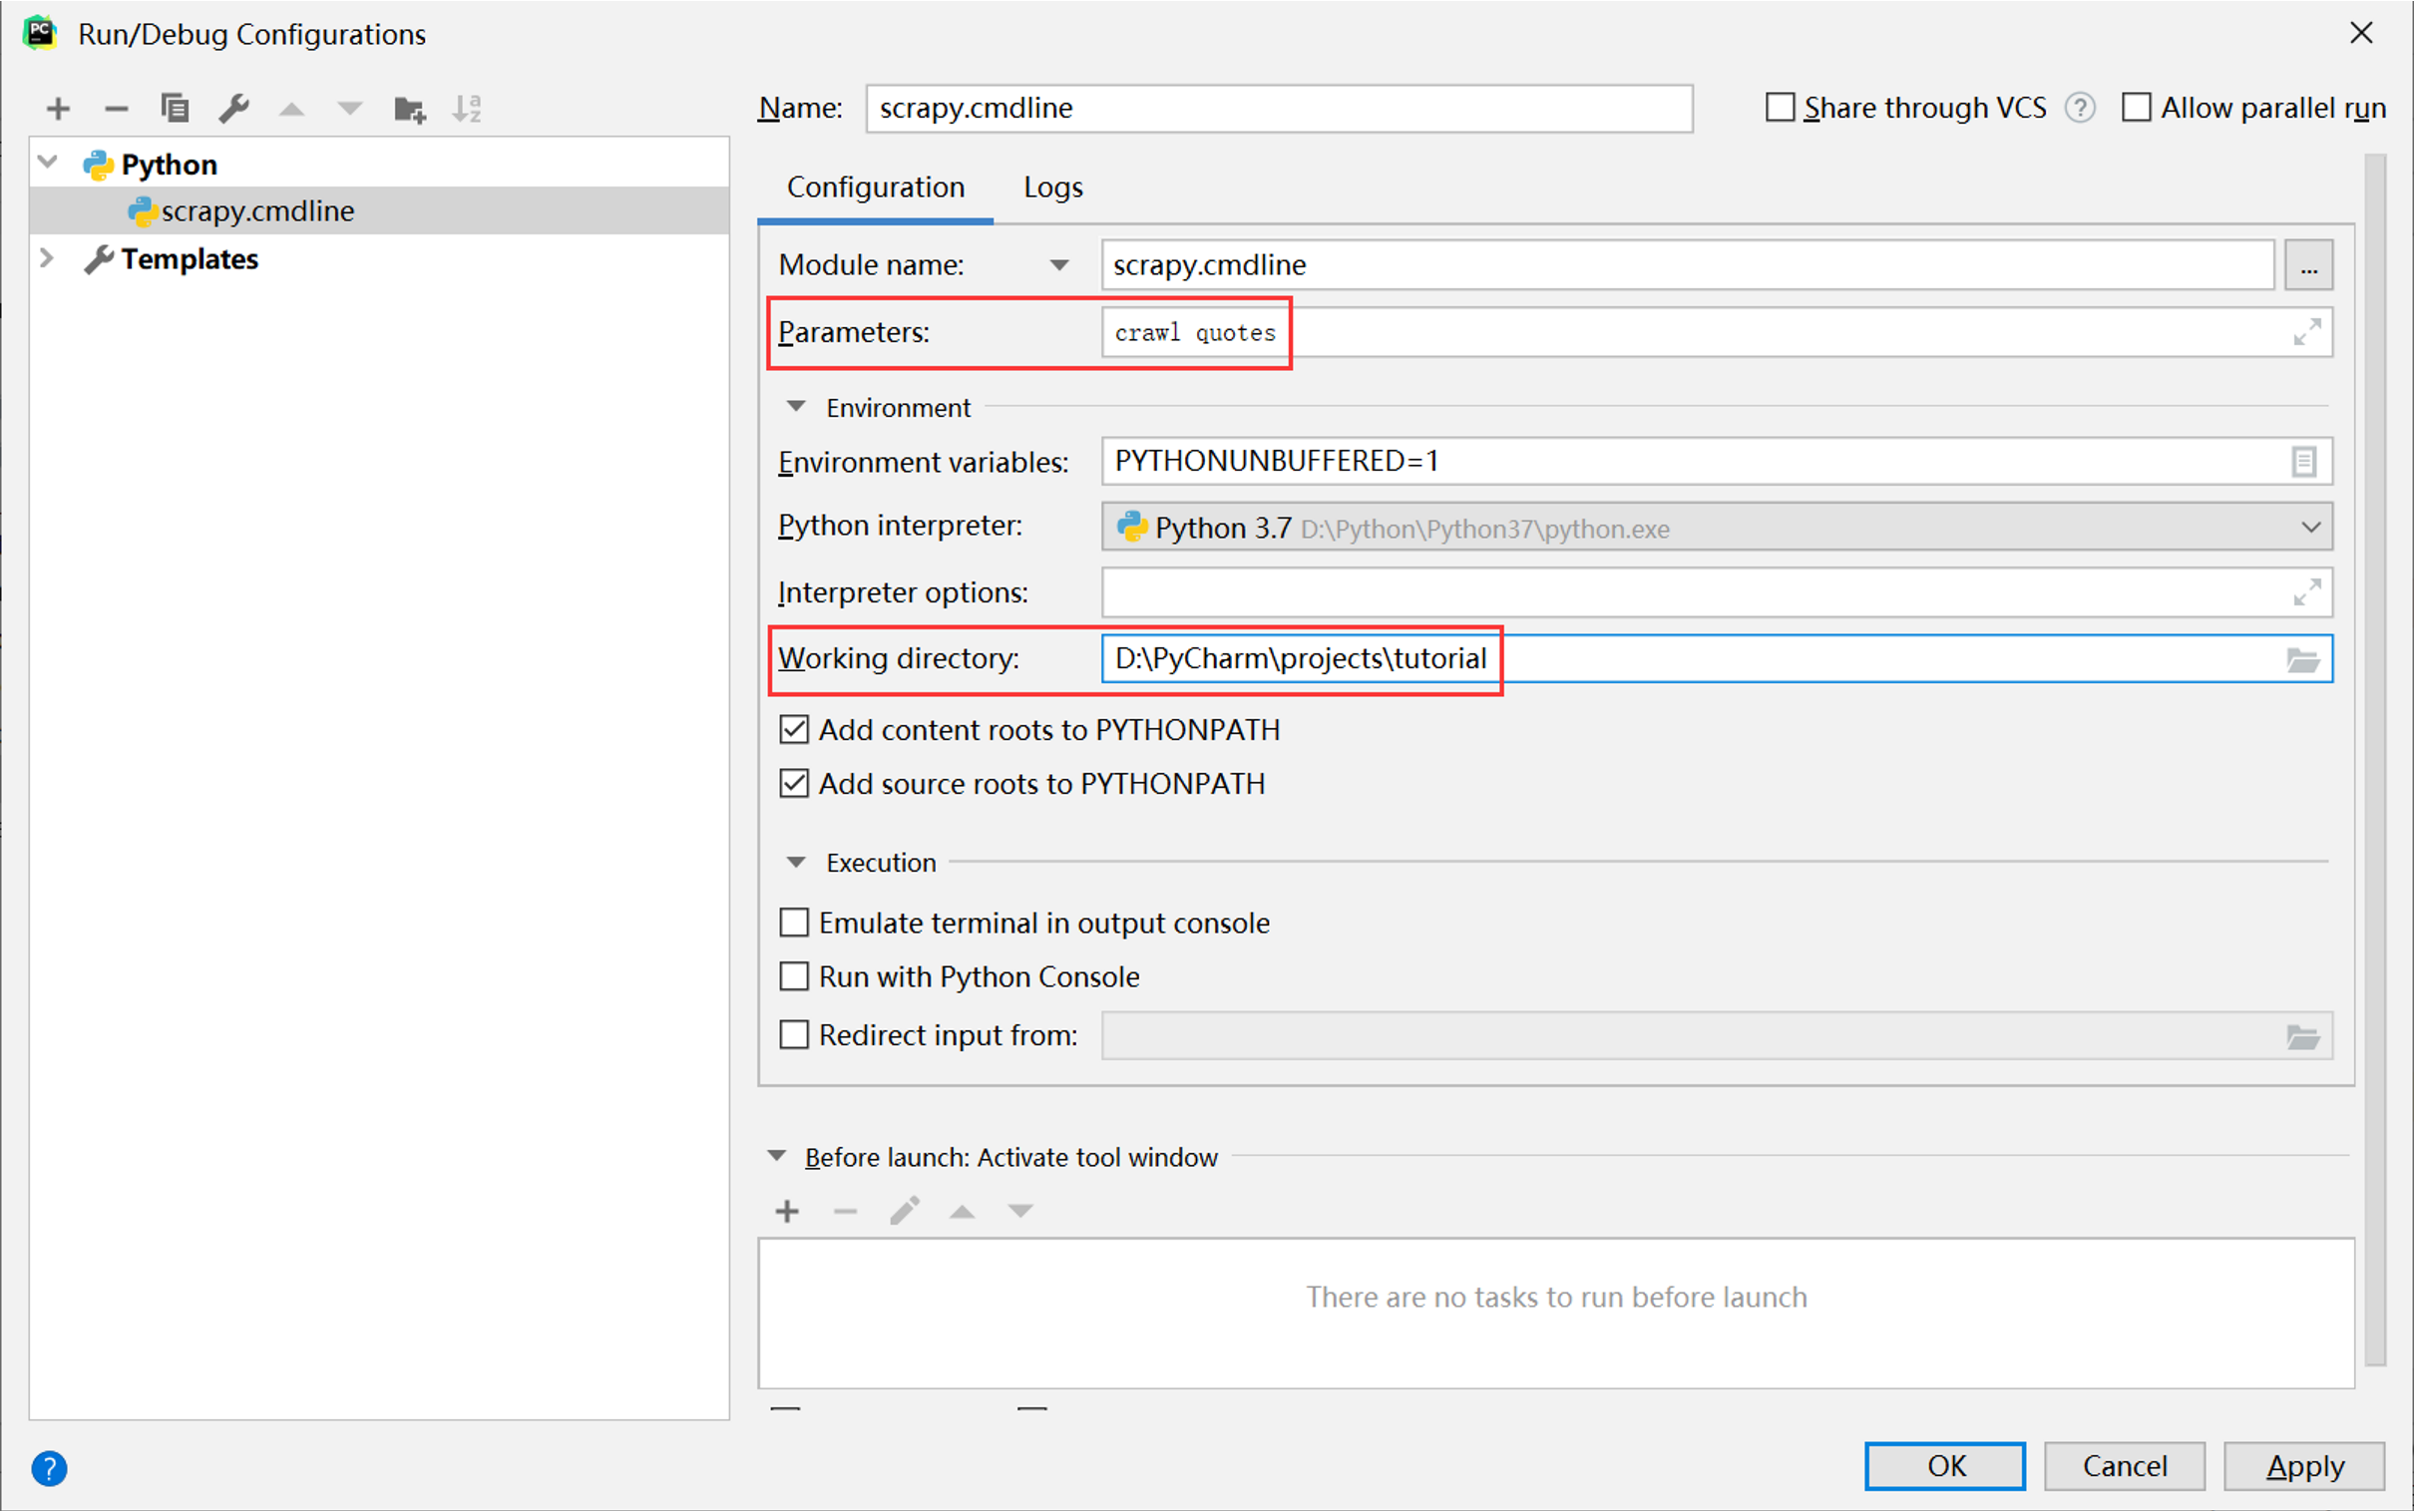 Run/Debug Configurations
Name: scrapy.cmdline Share through VCS ? Allow parallel run
Python
scrapy.cmdline
Templates
Configuration Logs
Module name: scrapy.cmdline ...
Parameters: crawl quotes
Environment
Environment variables: PYTHONUNBUFFERED=1
Python interpreter: Python 3.7 D:\Python\Python37\python.exe
Interpreter options:
Working directory: D:\PyCharm\projects\tutorial
Add content roots to PYTHONPATH
Add source roots to PYTHONPATH
Execution
Emulate terminal in output console
Run with Python Console
Redirect input from:
Before launch: Activate tool window
There are no tasks to run before launch
? OK Cancel Apply